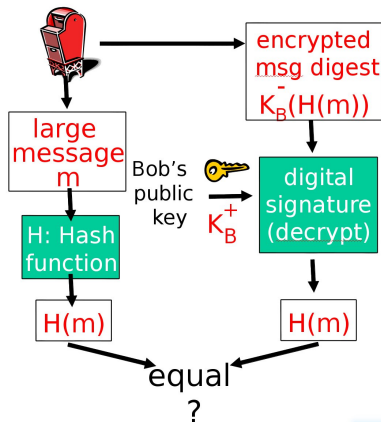 encrypted
msg digest
K_B^-(H(m))
large
message
m
Bob's
public
key
K_B^+
digital
signature
(decrypt)
H: Hash
function
H(m)
H(m)
equal
?